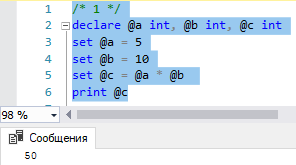 1 /* 1 */
2 declare @a int, @b int, @c int
3 set @a = 5
4 set @b = 10
5 set @c = @a * @b
6 print @c
98 %
Сообщения
50